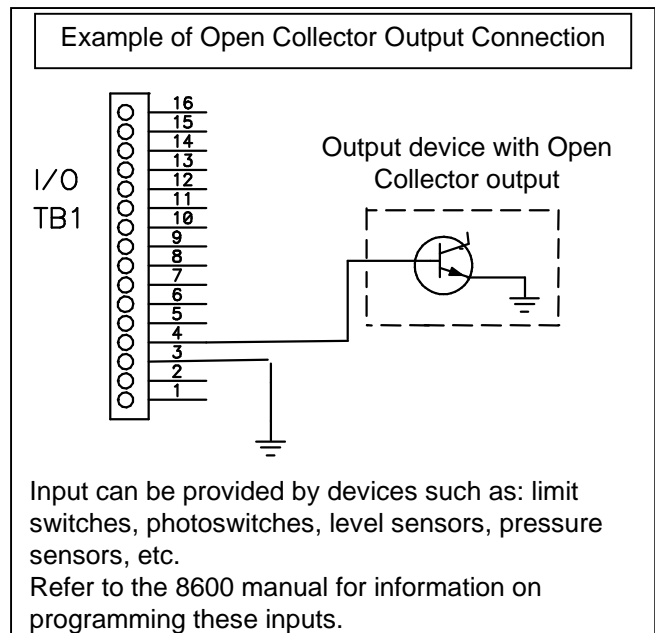 Example of Open Collector Output Connection
16
15
14
13
12
11
10
9
8
7
6
5
4
3
2
1
I/O
TB1
Output device with Open
Collector output
Input can be provided by devices such as: limit
switches, photoswitches, level sensors, pressure
sensors, etc.
Refer to the 8600 manual for information on
programming these inputs.